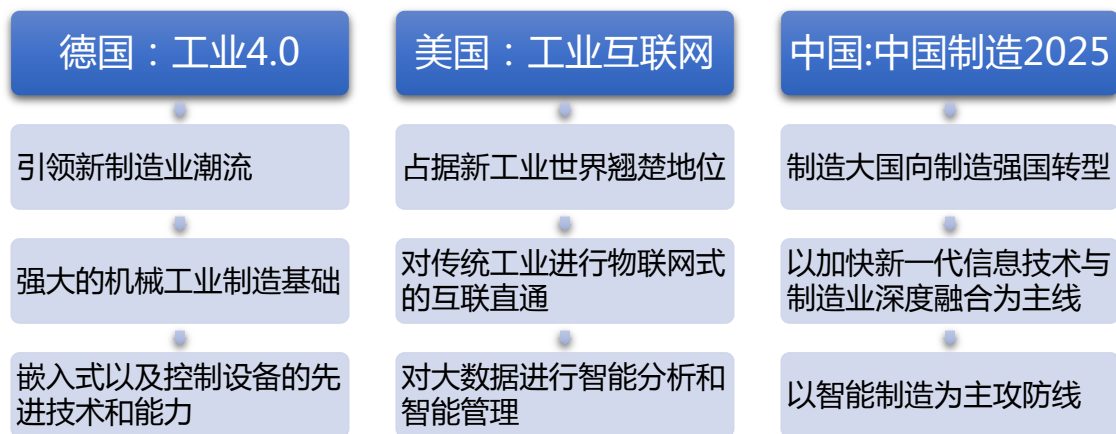 德国：工业4.0
引领新制造业潮流
强大的机械工业制造基础
嵌入式以及控制设备的先
进技术和能力
美国：工业互联网
占据新工业世界翘楚地位
对传统工业进行物联网式
的互联直通
对大数据进行智能分析和
智能管理
中国:中国制造2025
制造大国向制造强国转型
以加快新一代信息技术与
制造业深度融合为主线
以智能制造为主攻防线